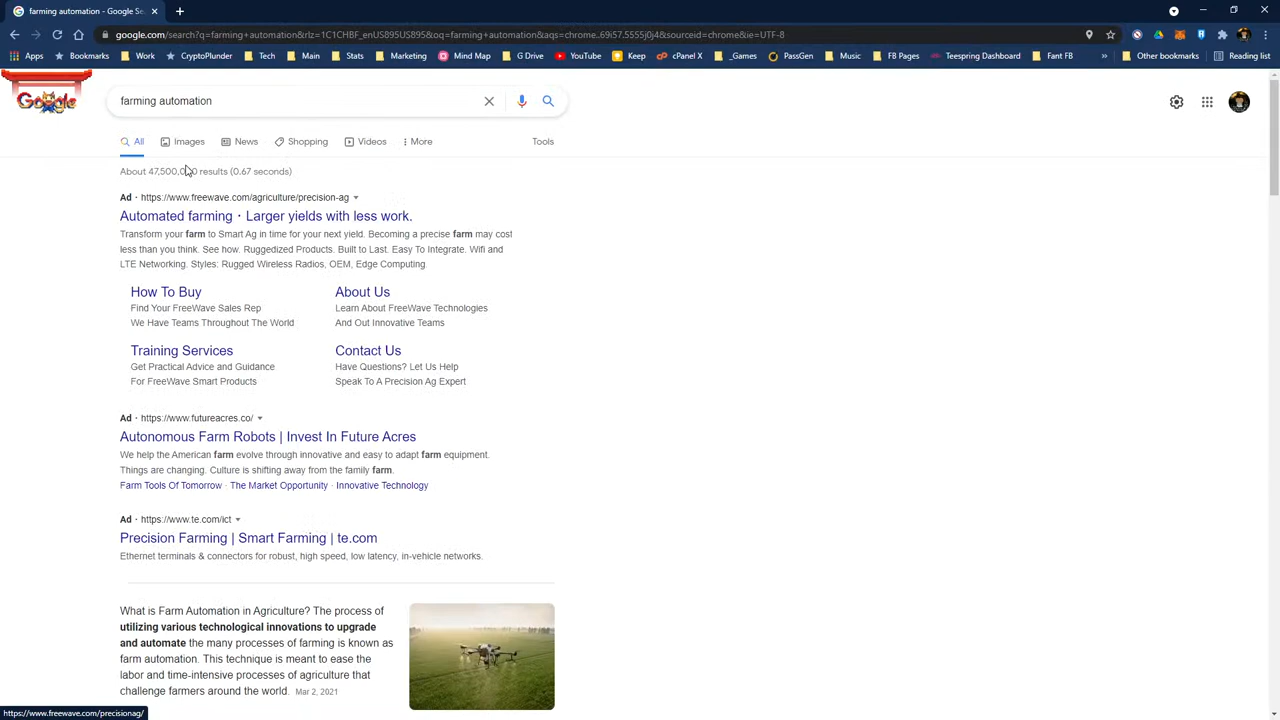 farming automation - Google Se
google.com/search?q=farming+automation&rlz=1C1CHBF_enUS895US895&oq=farming+automation&aqs=chrome..69i57.5555j0j4&sourceid=chrome&ie=UTF-8
Apps Work CryptoPlunder Tech Main Stats Marketing G Drive YouTube Keep cPanel X _Games PassGen Music FB Pages TeesDesign Marketing FB Other bookmarks Reading list
Google
farming automation
All Images News Shopping Videos More Tools
About 47,500,000 results (0.67 seconds)
Ad · https://www.freewave.com/agriculture/precision-ag
Automated farming · Larger yields with less work.
Transform your farm to Smart Ag in time for your next yield. Becoming a precise farm may cost
less than you think. See how. Ruggedized Products. Built to Last. Easy To Integrate. Wifi and
LTE Networking. Styles: Rugged Wireless Radios, OEM, Edge Computing.
How To Buy
Find Your FreeWave Sales Rep
We Have Teams Throughout The World
About Us
Learn About FreeWave Technologies
And Out Innovative Teams
Training Services
Get Practical Advice and Guidance
For FreeWave Smart Products
Contact Us
Have Questions? Let Us Help
Speak To A Precision Ag Expert
Ad · https://www.futureacres.co/
Autonomous Farm Robots | Invest In Future Acres
We help the American farm evolve through innovative and easy to adapt farm equipment.
Things are changing. Culture is shifting away from the family farm.
Farm Tools Of Tomorrow · The Market Opportunity · Innovative Technology
Ad · https://www.te.com/ict
Precision Farming | Smart Farming | te.com
Ethernet terminals & connectors for robust, high speed, low latency, in-vehicle networks.
What is Farm Automation in Agriculture? The process of
utilizing various technological innovations to upgrade
and automate the many processes of farming is known as
farm automation. This technique is meant to ease the
labor and time-intensive processes of agriculture that
challenge farmers around the world. Mar 2, 2021
https://www.freewave.com/precisionag/